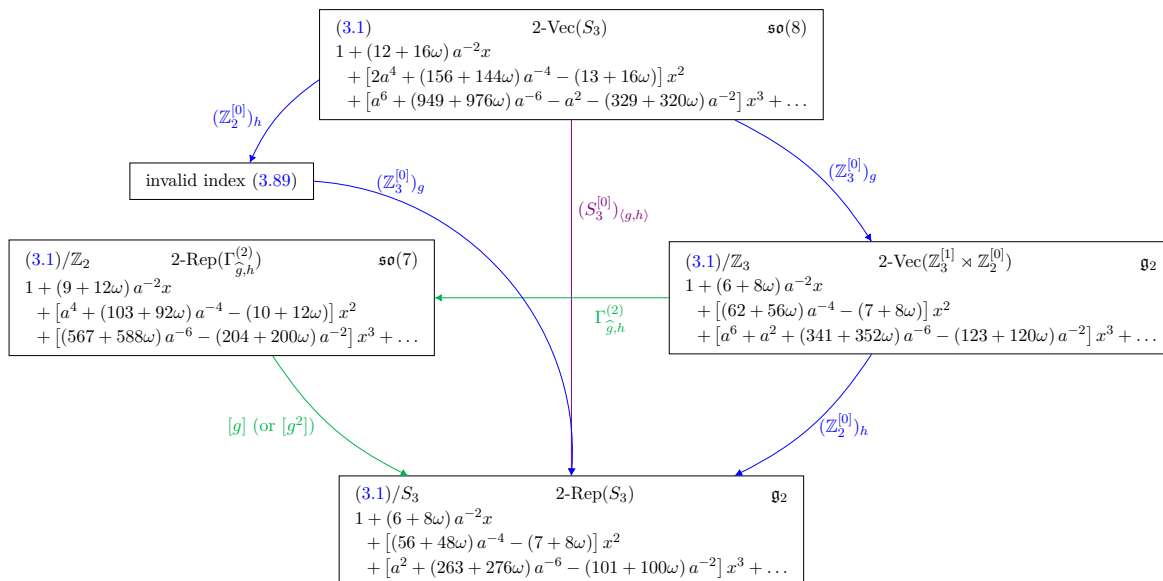 (3.1) 2-Vec(S₃) 𝔰𝔬(8)
1 + (12 + 16ω) a⁻²x
+ [2a⁴ + (156 + 144ω) a⁻⁴ − (13 + 16ω)] x²
+ [a⁶ + (949 + 976ω) a⁻⁶ − a² − (329 + 320ω) a⁻²] x³ + …
(ℤ₂^[0])_h
invalid index (3.89)
(ℤ₃^[0])_g
(ℤ₃^[0])_g
(S₃^[0])_⟨g,h⟩
(3.1)/ℤ₂ 2-Rep(Γ^(2)_ĝ,h) 𝔰𝔬(7)
1 + (9 + 12ω) a⁻²x
+ [a⁴ + (103 + 92ω) a⁻⁴ − (10 + 12ω)] x²
+ [(567 + 588ω) a⁻⁶ − (204 + 200ω) a⁻²] x³ + …
Γ^(2)_ĝ,h
(3.1)/ℤ₃ 2-Vec(ℤ₃^[1] ⋊ ℤ₂^[0]) 𝔤₂
1 + (6 + 8ω) a⁻²x
+ [(62 + 56ω) a⁻⁴ − (7 + 8ω)] x²
+ [a⁶ + a² + (341 + 352ω) a⁻⁶ − (123 + 120ω) a⁻²] x³ + …
[g] (or [g²])
(ℤ₂^[0])_h
(3.1)/S₃ 2-Rep(S₃) 𝔤₂
1 + (6 + 8ω) a⁻²x
+ [(56 + 48ω) a⁻⁴ − (7 + 8ω)] x²
+ [a² + (263 + 276ω) a⁻⁶ − (101 + 100ω) a⁻²] x³ + …